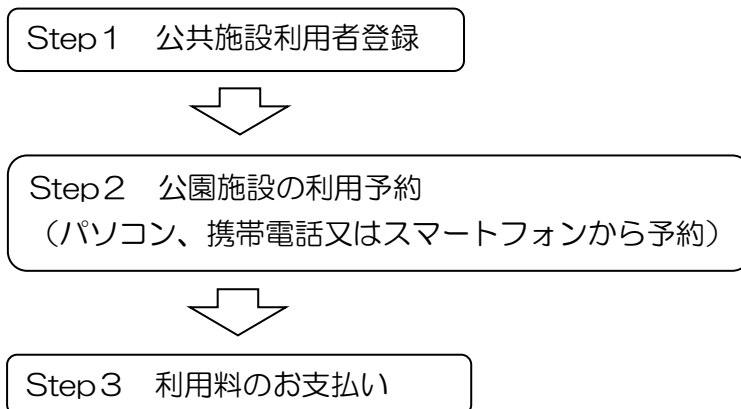 Step１　公共施設利用者登録
Step２　公園施設の利用予約
（パソコン、携帯電話又はスマートフォンから予約）
Step３　利用料のお支払い